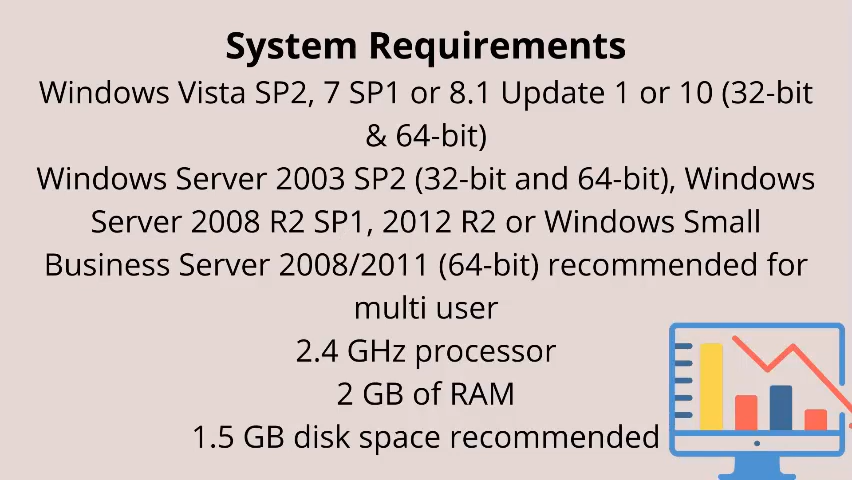 System Requirements
Windows Vista SP2, 7 SP1 or 8.1 Update 1 or 10 (32-bit
& 64-bit)
Windows Server 2003 SP2 (32-bit and 64-bit), Windows
Server 2008 R2 SP1, 2012 R2 or Windows Small
Business Server 2008/2011 (64-bit) recommended for
multi user
2.4 GHz processor
2 GB of RAM
1.5 GB disk space recommended